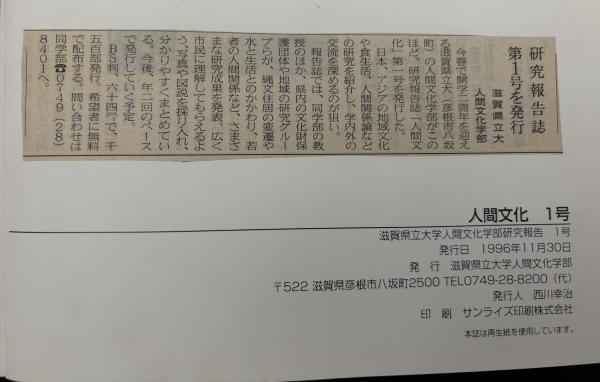 研究報告誌
第1号を発行
滋賀県立大
人間文化学部
今春で開学二周年を迎え
る滋賀県立大（彦根市八坂
町）の人間文化学部がこの
ほど、研究報告誌「人間文
化」第一号を発行した。
日本、アジアの地域文化
や食生活、人間関係論など
の研究を紹介し、学内外の
交流を深めるのが狙い。
報告誌では、同学部の教
授のほか、県内の文化財保
護団体や地域の研究グルー
プらが、縄文住居の変遷や
水と生活とのかかわり、若
者の人間関係など、さまざ
まな研究成果を発表。広く
市民に理解してもらえるよ
う、写真や図説を採り入れ、
分かりやすくまとめてい
る。今後、年二回のペース
で発行していく予定。
B5判、六十四㌻で、千
五百部発行。希望者に無料
で配布する。問い合わせは
同学部☎0749（28）
8401へ。
人間文化　1号
滋賀県立大学人間文化学部研究報告　1号
発行日　1996年11月30日
発　行　滋賀県立大学人間文化学部
〒522 滋賀県彦根市八坂町2500 TEL0749-28-8200（代）
発行人　西川幸治
印　刷　サンライズ印刷株式会社
本誌は再生紙を使用しています。